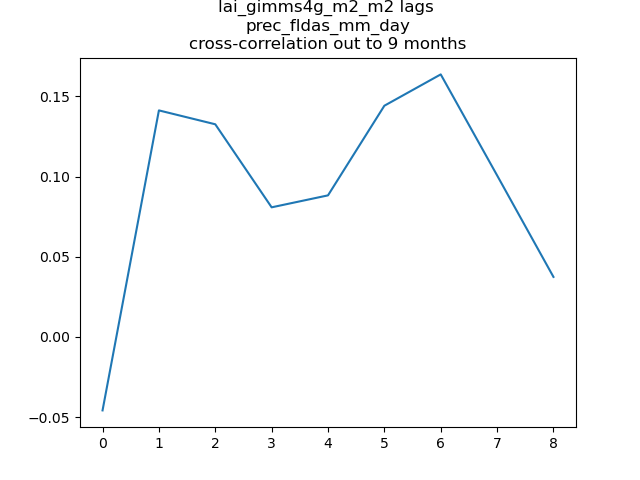 lai_gimms4g_m2_m2 lags
prec_fldas_mm_day
cross-correlation out to 9 months
0.15
0.10
0.05
0.00
−0.05
0 1 2 3 4 5 6 7 8